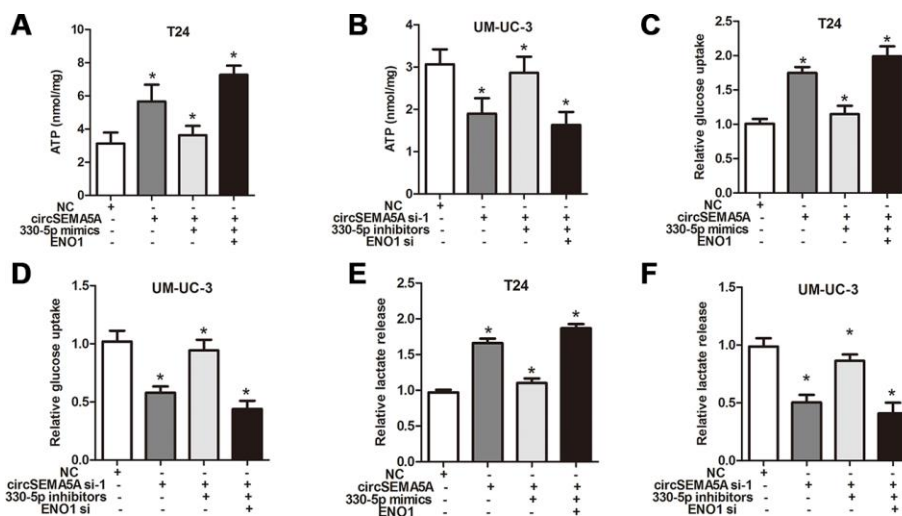 A
T24
ATP (nmol/mg)
10
8
6
4
2
0
*
*
*
NC + - - -
circSEMA5A - + + +
330-5p mimics - - + +
ENO1 - - - +
B
UM-UC-3
ATP (nmol/mg)
4
3
2
1
0
*
*
*
NC + - - -
circSEMA5A si-1 - + + +
330-5p inhibitors - - + +
ENO1 si - - - +
C
T24
Relative glucose uptake
2.5
2.0
1.5
1.0
0.5
0.0
*
*
*
NC + - - -
circSEMA5A - + + +
330-5p mimics - - + +
ENO1 - - - +
D
UM-UC-3
Relative glucose uptake
1.5
1.0
0.5
0.0
*
*
*
NC + - - -
circSEMA5A si-1 - + + +
330-5p inhibitors - - + +
ENO1 si - - - +
E
T24
Relative lactate release
2.5
2.0
1.5
1.0
0.5
0.0
*
*
*
NC + - - -
circSEMA5A - + + +
330-5p mimics - - + +
ENO1 - - - +
F
UM-UC-3
Relative lactate release
1.5
1.0
0.5
0.0
*
*
*
NC + - - -
circSEMA5A si-1 - + + +
330-5p inhibitors - - + +
ENO1 si - - - +